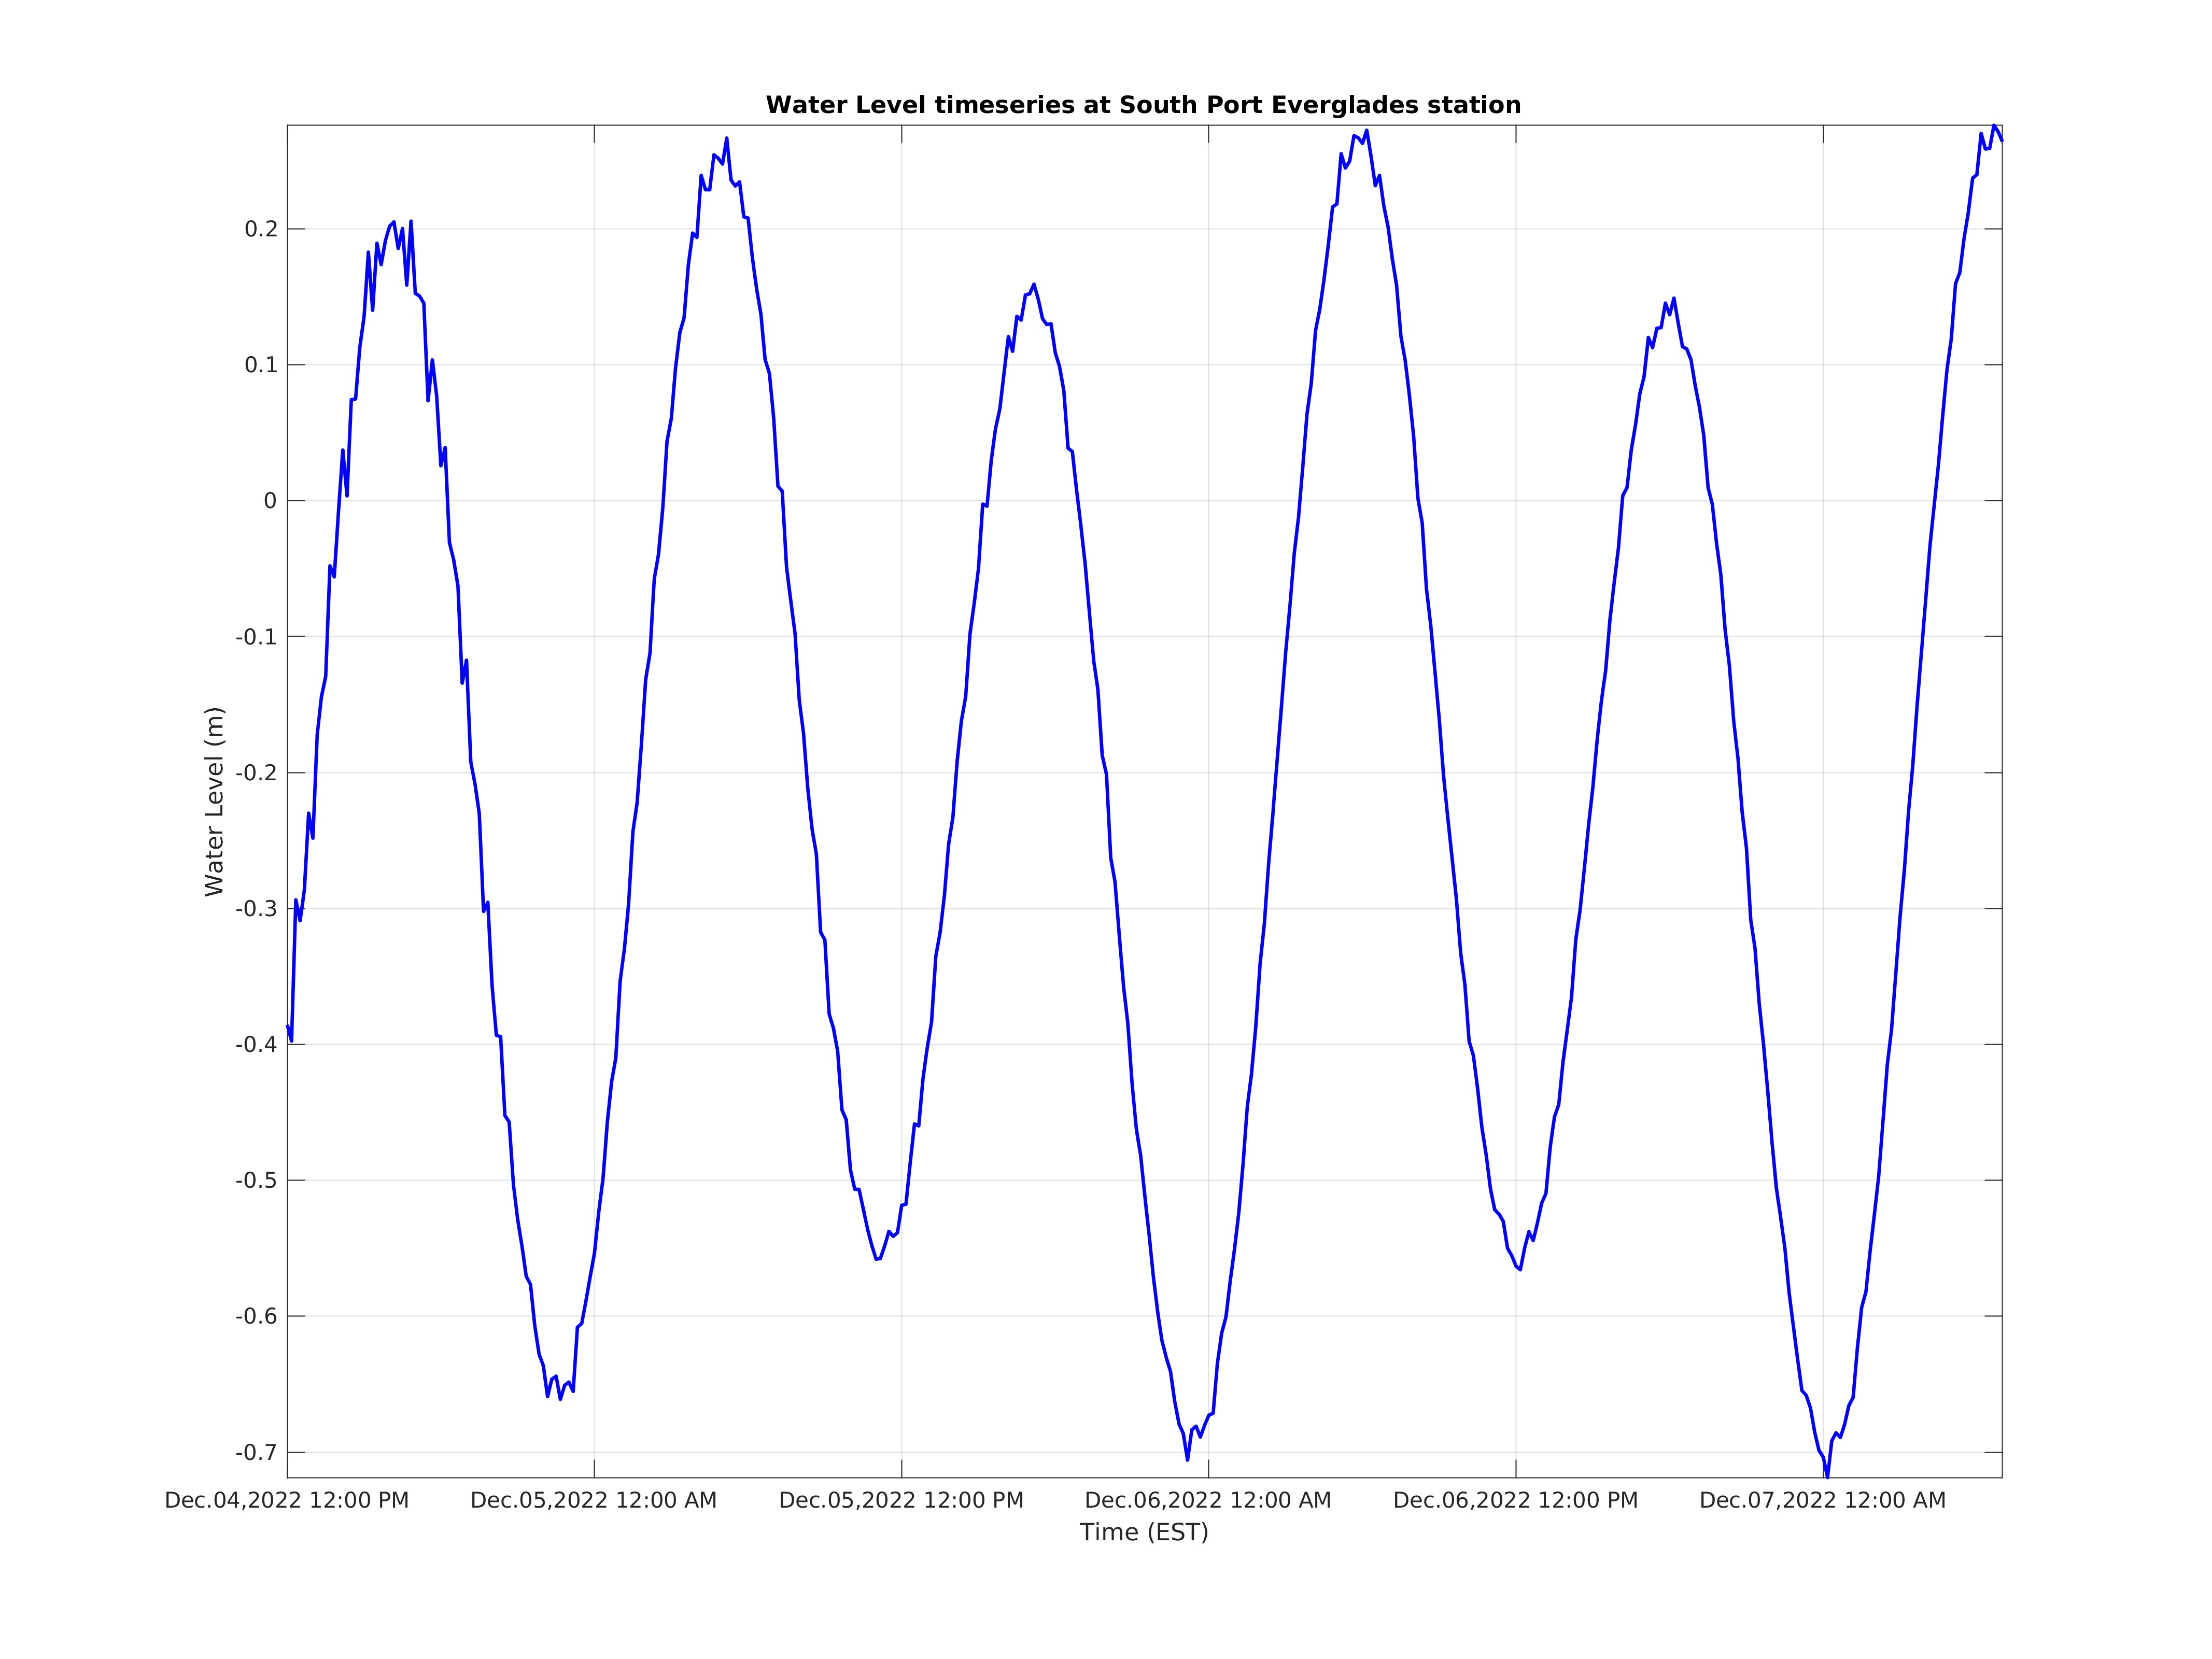 Water Level timeseries at South Port Everglades station
Water Level (m)
0.2
0.1
0
-0.1
-0.2
-0.3
-0.4
-0.5
-0.6
-0.7
Dec.04,2022 12:00 PM Dec.05,2022 12:00 AM Dec.05,2022 12:00 PM Dec.06,2022 12:00 AM Dec.06,2022 12:00 PM Dec.07,2022 12:00 AM
Time (EST)